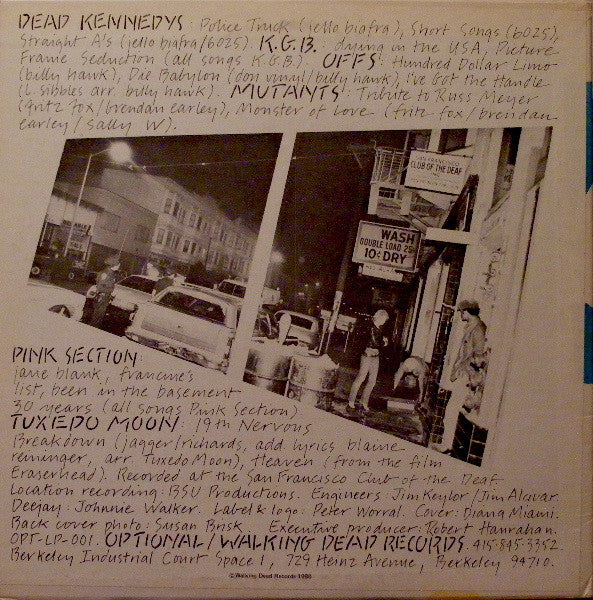 DEAD KENNEDYS: Police Truck (jello biafra), Short Songs (6025),
Straight A's (jello biafra/6025). K.G.B.: dying in the USA, Picture
Frame Seduction (all songs K.G.B.). OFFS: Hundred Dollar Limo
(billy hawk), Die Babylon (don vinyl/billy hawk), I've Got the Handle
(L. Sibbles arr. billy hawk). MUTANTS: Tribute to Russ Meyer
(fritz fox/brendan earley), Monster of Love (fritz fox/brendan
earley/Sally W).
SAN FRANCISCO
CLUB OF THE DEAF
WASH
DOUBLE LOAD 25¢
10¢ DRY
PINK SECTION:
jane blank, francine's
list, been in the basement
30 years (all songs Pink Section)
TUXEDO MOON: 19th Nervous
Breakdown (jagger/richards, add lyrics blaine
reininger, arr. Tuxedo Moon), Heaven (from the film
Eraserhead). Recorded at the San Francisco Club of the Deaf
Location recording: BSU Productions. Engineers: Jim Keylor/Jim Alcivar.
Deejay: Johnnie Walker. Label & logo: Peter Worral. Cover: Diana Miami.
Back cover photo: Susan Brisk. Executive producer: Robert Hanrahan.
OPT-LP-001. OPTIONAL/WALKING DEAD RECORDS. 415-845-3352
Berkeley Industrial Court Space 1, 729 Heinz Avenue, Berkeley 94710.
©Walking Dead Records 1980